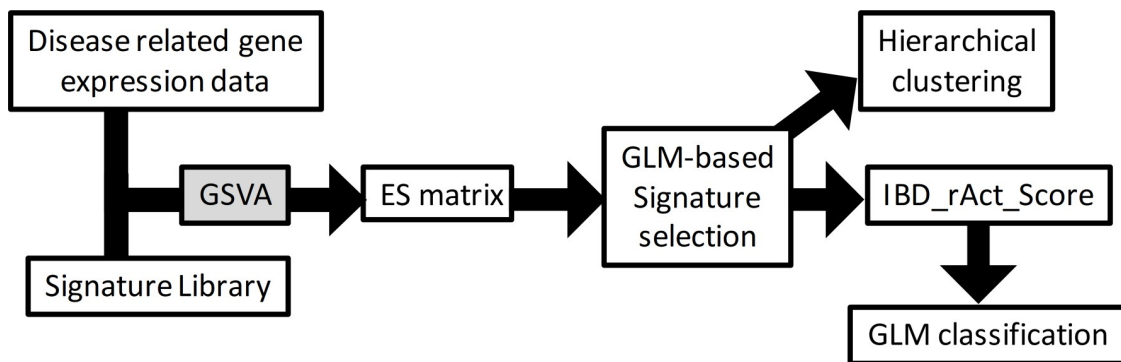 Disease related gene
expression data
GSVA
Signature Library
ES matrix
GLM-based
Signature
selection
Hierarchical
clustering
IBD_rAct_Score
GLM classification